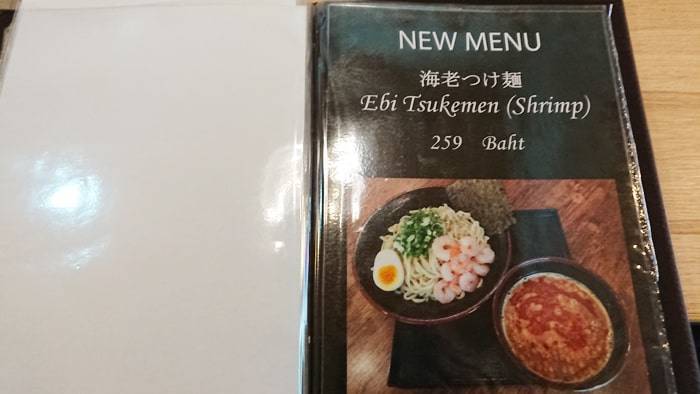 NEW MENU
海老つけ麺
Ebi Tsukemen (Shrimp)
259 Baht